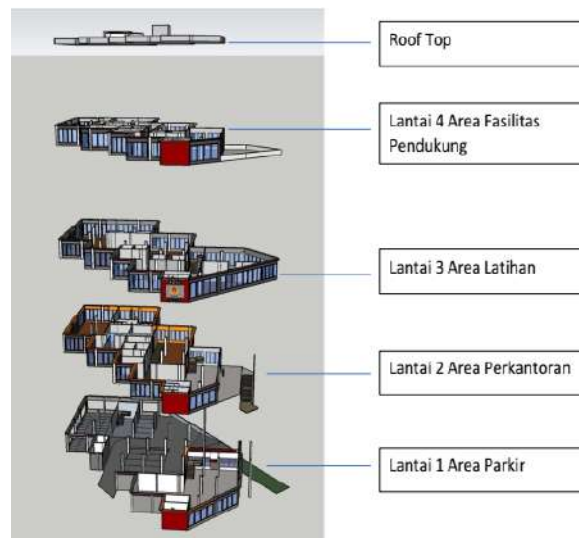 Roof Top
Lantai 4 Area Fasilitas
Pendukung
Lantai 3 Area Latihan
Lantai 2 Area Perkantoran
Lantai 1 Area Parkir